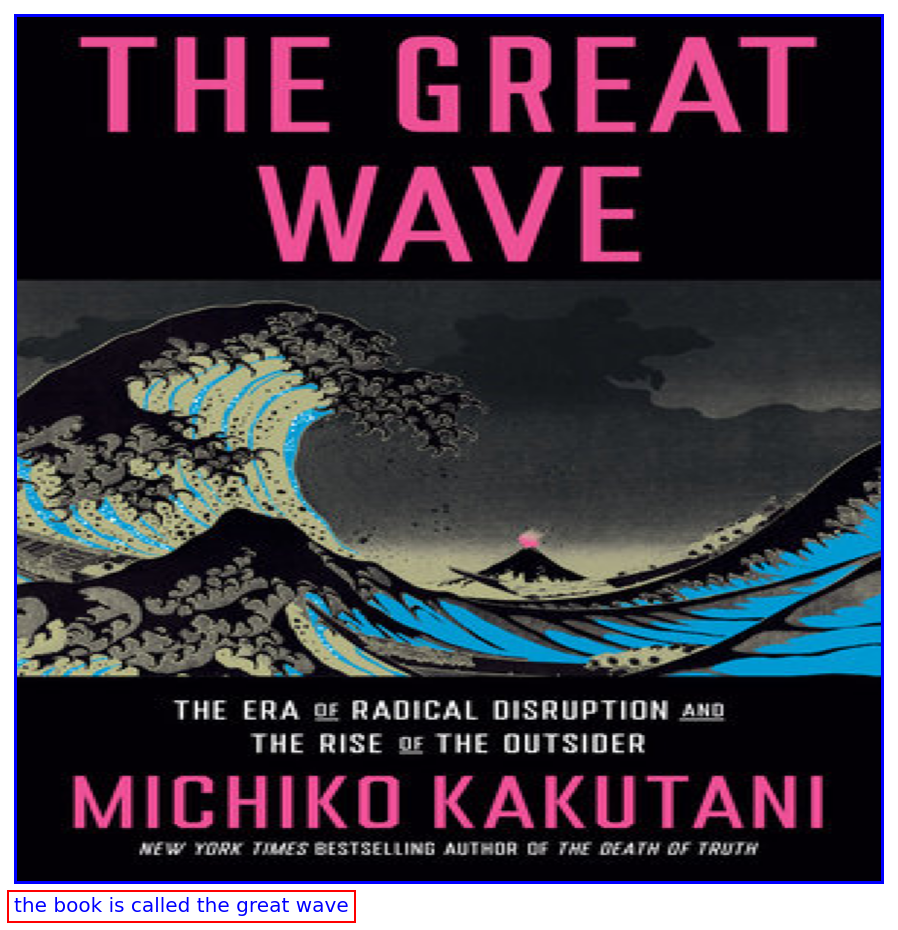 THE GREAT
WAVE
THE ERA OF RADICAL DISRUPTION AND
THE RISE OF THE OUTSIDER
MICHIKO KAKUTANI
NEW YORK TIMES BESTSELLING AUTHOR OF THE DEATH OF TRUTH
the book is called the great wave